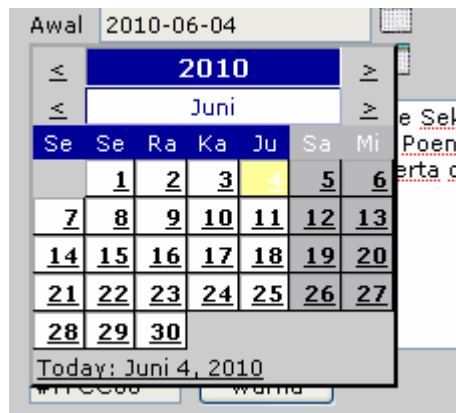 Awal 2010-06-04
< 2010 >
< Juni >
Se Se Ra Ka Ju Sa Mi
1 2 3 4 5 6
7 8 9 10 11 12 13
14 15 16 17 18 19 20
21 22 23 24 25 26 27
28 29 30
Today: Juni 4, 2010